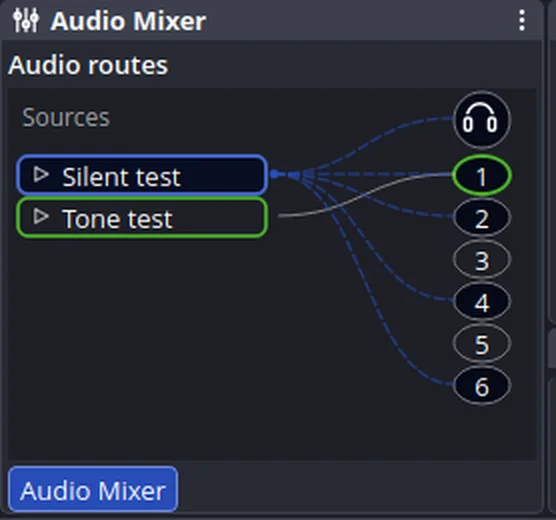 Audio Mixer
Audio routes
Sources
Silent test
Tone test
1
2
3
4
5
6
Audio Mixer